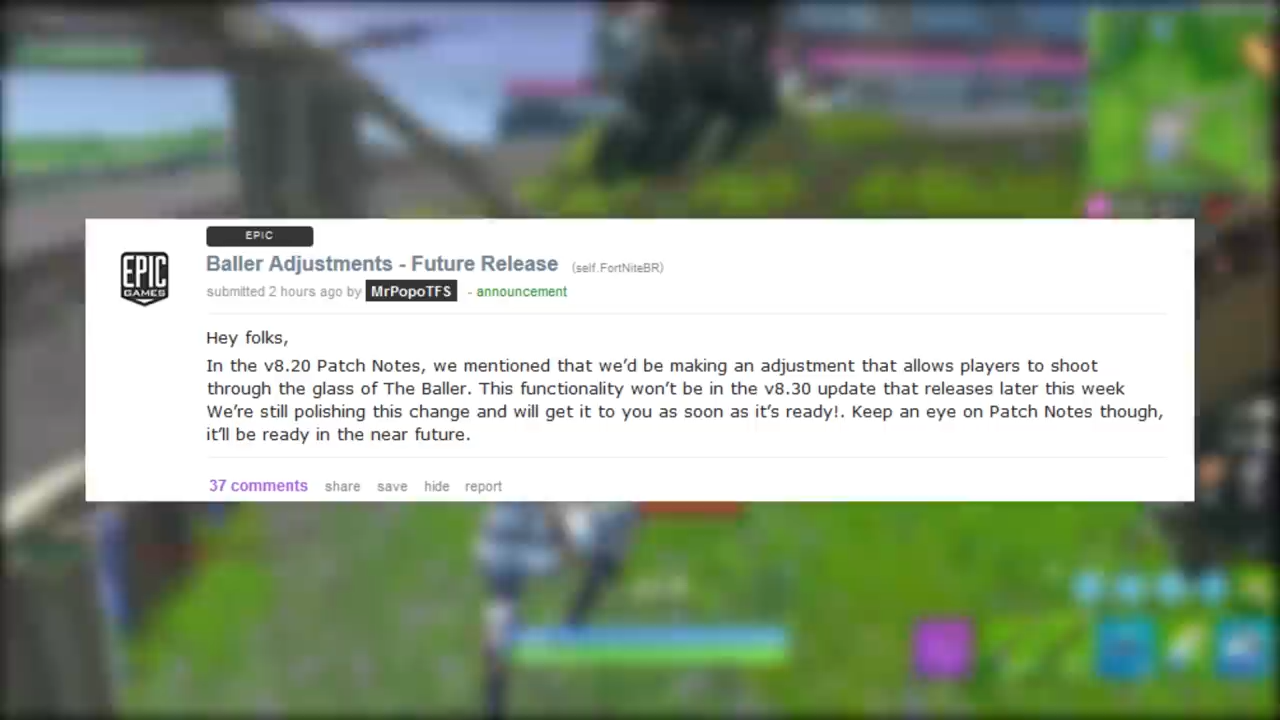 EPIC
EPIC
GAMES
Baller Adjustments - Future Release (self.FortNiteBR)
submitted 2 hours ago by MrPopoTFS - announcement
Hey folks,
In the v8.20 Patch Notes, we mentioned that we'd be making an adjustment that allows players to shoot
through the glass of The Baller. This functionality won't be in the v8.30 update that releases later this week
We're still polishing this change and will get it to you as soon as it's ready!. Keep an eye on Patch Notes though,
it'll be ready in the near future.
37 comments share save hide report